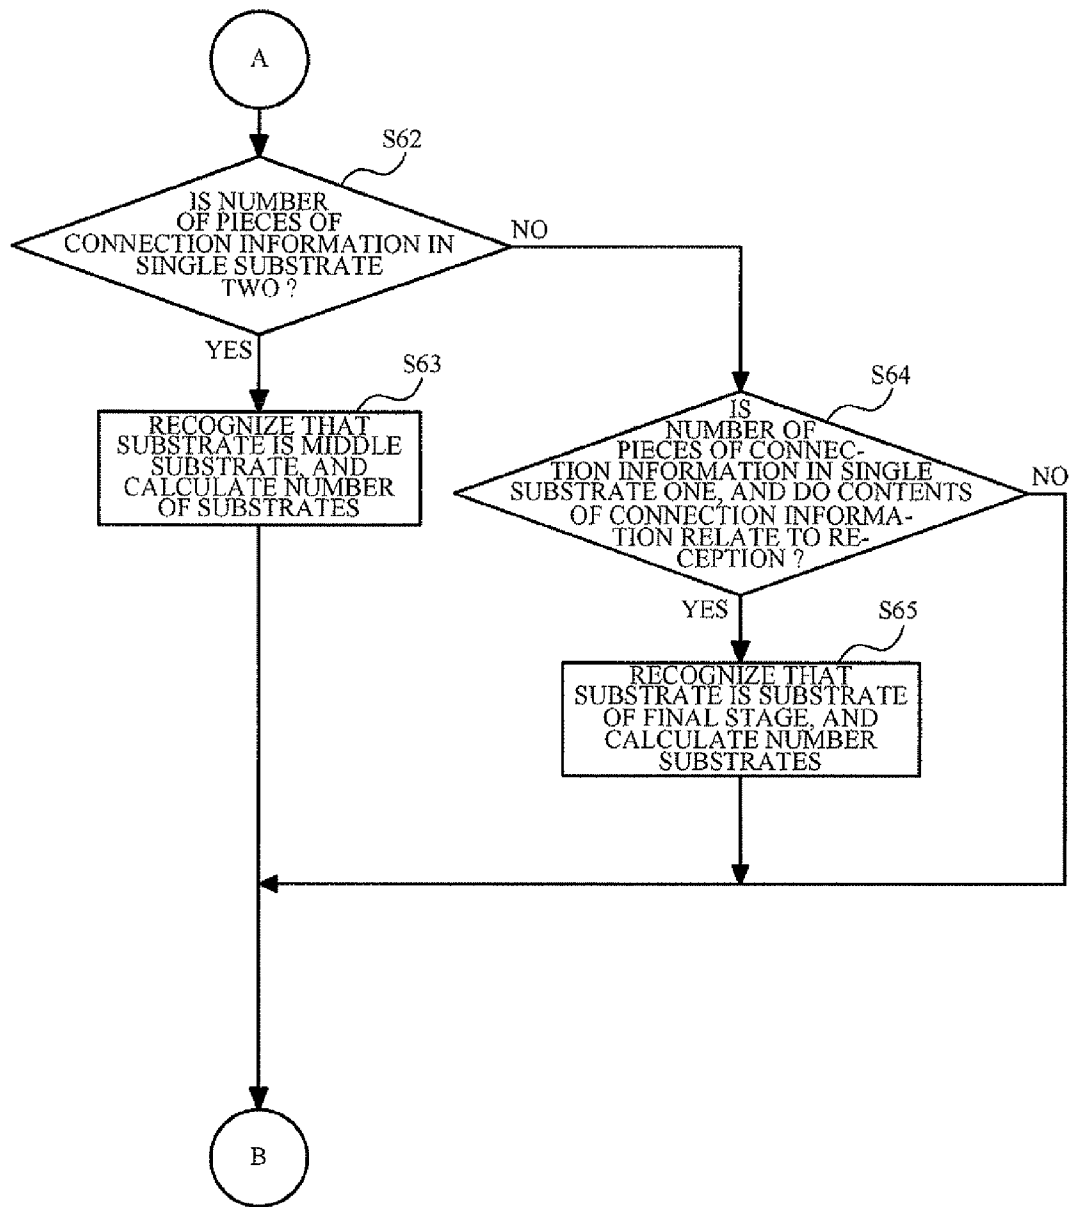 A
S62
IS NUMBER
OF PIECES OF
CONNECTION INFORMATION IN
SINGLE SUBSTRATE
TWO ?
NO
YES
S63
RECOGNIZE THAT
SUBSTRATE IS MIDDLE
SUBSTRATE, AND
CALCULATE NUMBER
OF SUBSTRATES
S64
IS
NUMBER OF
PIECES OF CONNEC-
TION INFORMATION IN SINGLE
SUBSTRATE ONE, AND DO CONTENTS
OF CONNECTION INFORMA-
TION RELATE TO RE-
CEPTION ?
NO
YES
S65
RECOGNIZE THAT
SUBSTRATE IS SUBSTRATE
OF FINAL STAGE, AND
CALCULATE NUMBER
SUBSTRATES
B